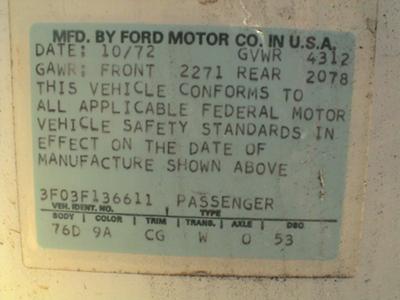 MFD. BY FORD MOTOR CO. IN U.S.A.
DATE: 10/72 GVWR 4312
GAWR: FRONT 2271 REAR 2078
THIS VEHICLE CONFORMS TO
ALL APPLICABLE FEDERAL MOTOR
VEHICLE SAFETY STANDARDS IN
EFFECT ON THE DATE OF
MANUFACTURE SHOWN ABOVE
3F03F136611 PASSENGER
VEH. IDENT. NO. TYPE
BODY COLOR TRIM TRANS. AXLE DSO
76D 9A CG W O 53